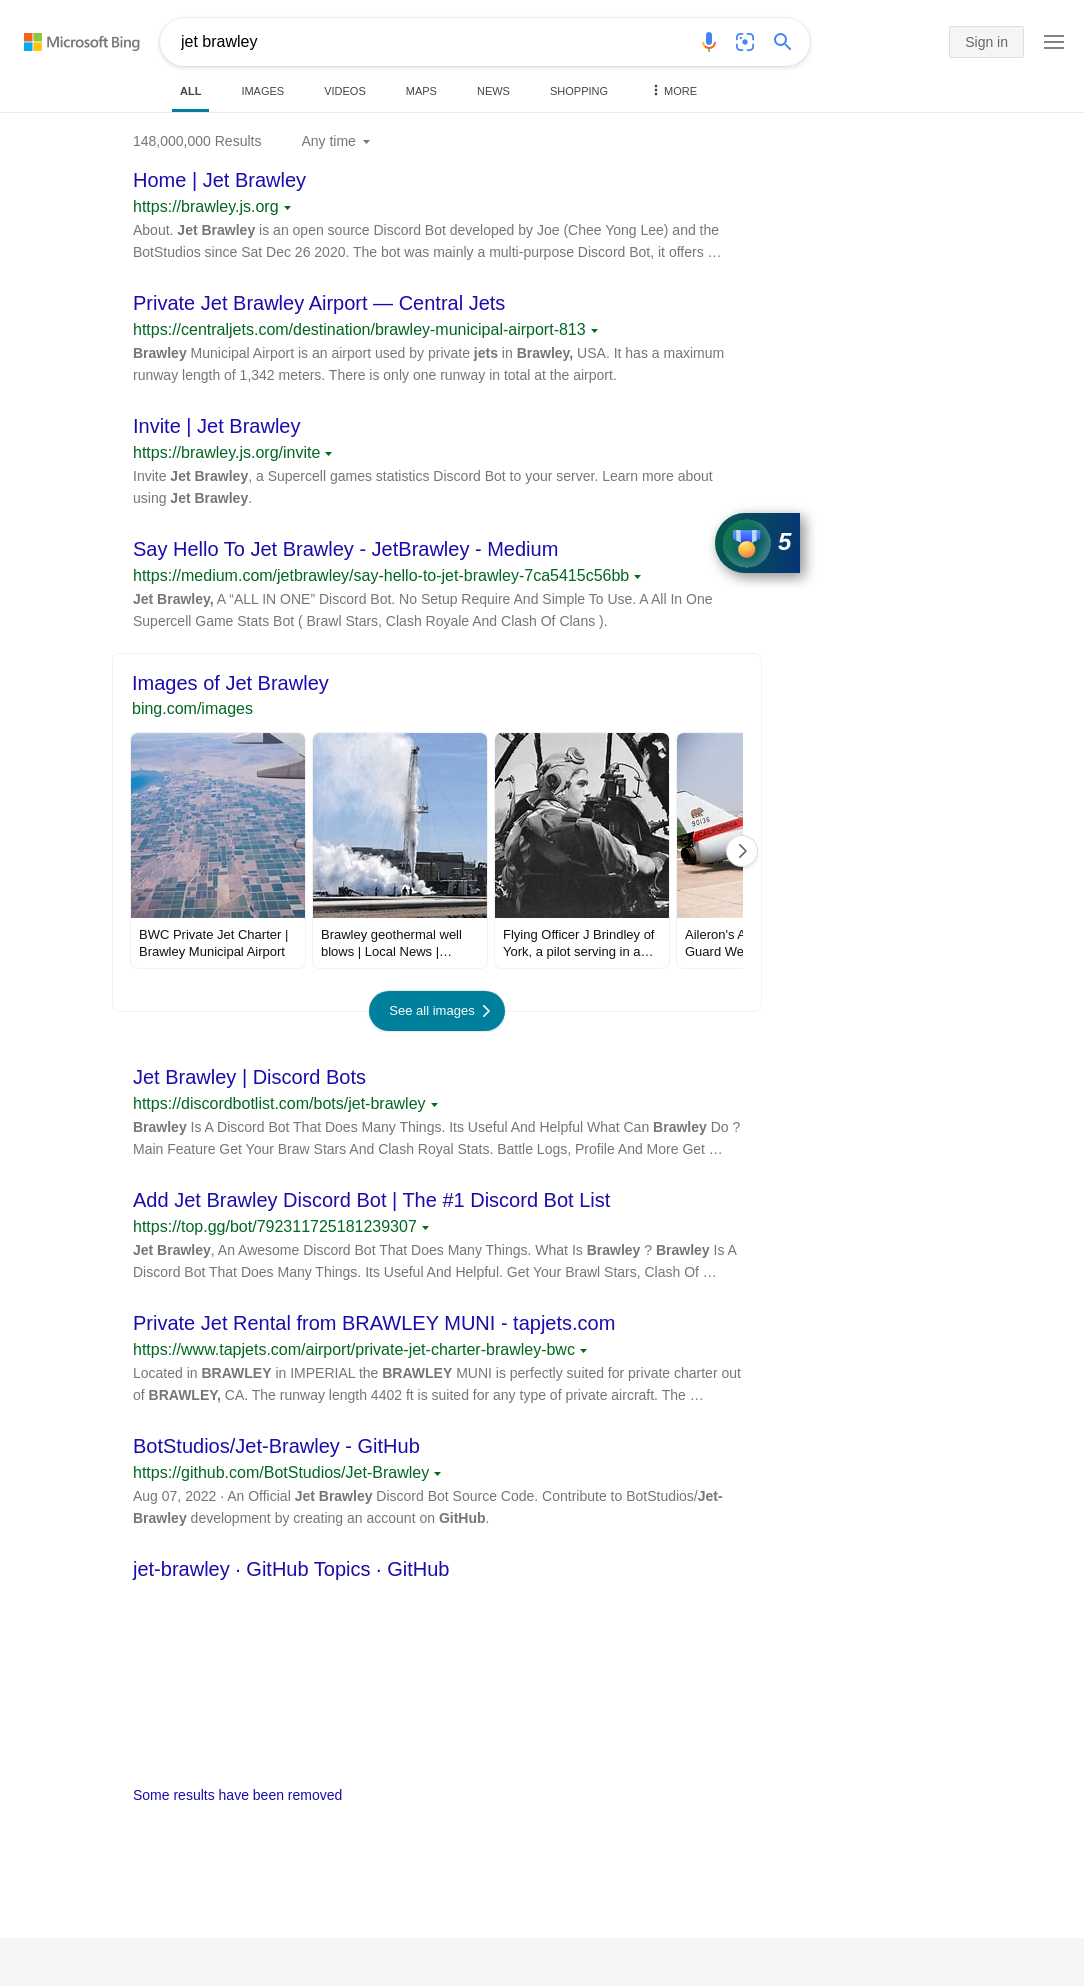 Microsoft Bing
jet brawley
Sign in
ALL
IMAGES
VIDEOS
MAPS
NEWS
SHOPPING
MORE
148,000,000 Results
Any time
Home | Jet Brawley
https://brawley.js.org
About. Jet Brawley is an open source Discord Bot developed by Joe (Chee Yong Lee) and the
BotStudios since Sat Dec 26 2020. The bot was mainly a multi-purpose Discord Bot, it offers …
Private Jet Brawley Airport — Central Jets
https://centraljets.com/destination/brawley-municipal-airport-813
Brawley Municipal Airport is an airport used by private jets in Brawley, USA. It has a maximum
runway length of 1,342 meters. There is only one runway in total at the airport.
Invite | Jet Brawley
https://brawley.js.org/invite
Invite Jet Brawley, a Supercell games statistics Discord Bot to your server. Learn more about
using Jet Brawley.
Say Hello To Jet Brawley - JetBrawley - Medium
https://medium.com/jetbrawley/say-hello-to-jet-brawley-7ca5415c56bb
Jet Brawley, A “ALL IN ONE” Discord Bot. No Setup Require And Simple To Use. A All In One
Supercell Game Stats Bot ( Brawl Stars, Clash Royale And Clash Of Clans ).
5
Images of Jet Brawley
bing.com/images
90136
CALIFORNIA
BWC Private Jet Charter |
Brawley Municipal Airport
Brawley geothermal well
blows | Local News |…
Flying Officer J Brindley of
York, a pilot serving in a…
Aileron's A
Guard We
See all images
Jet Brawley | Discord Bots
https://discordbotlist.com/bots/jet-brawley
Brawley Is A Discord Bot That Does Many Things. Its Useful And Helpful What Can Brawley Do ?
Main Feature Get Your Braw Stars And Clash Royal Stats. Battle Logs, Profile And More Get …
Add Jet Brawley Discord Bot | The #1 Discord Bot List
https://top.gg/bot/792311725181239307
Jet Brawley, An Awesome Discord Bot That Does Many Things. What Is Brawley ? Brawley Is A
Discord Bot That Does Many Things. Its Useful And Helpful. Get Your Brawl Stars, Clash Of …
Private Jet Rental from BRAWLEY MUNI - tapjets.com
https://www.tapjets.com/airport/private-jet-charter-brawley-bwc
Located in BRAWLEY in IMPERIAL the BRAWLEY MUNI is perfectly suited for private charter out
of BRAWLEY, CA. The runway length 4402 ft is suited for any type of private aircraft. The …
BotStudios/Jet-Brawley - GitHub
https://github.com/BotStudios/Jet-Brawley
Aug 07, 2022 · An Official Jet Brawley Discord Bot Source Code. Contribute to BotStudios/Jet-
Brawley development by creating an account on GitHub.
jet-brawley · GitHub Topics · GitHub
Some results have been removed